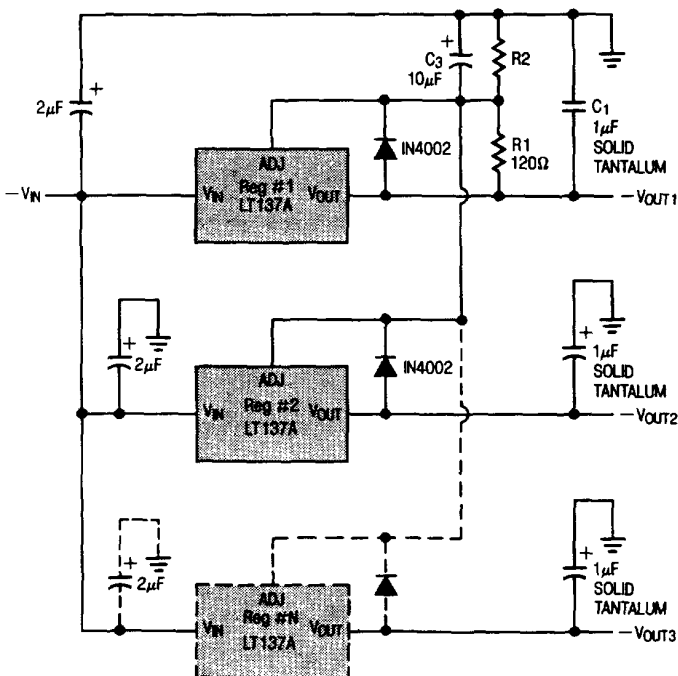 +
C3
10μF
R2
+
2μF
C1
1μF
SOLID
TANTALUM
IN4002
R1
120Ω
ADJ
Reg #1
VIN
VOUT
LT137A
−VIN
−VOUT1
+
2μF
IN4002
+
1μF
SOLID
TANTALUM
ADJ
Reg #2
VIN
VOUT
LT137A
−VOUT2
+
2μF
+
1μF
SOLID
TANTALUM
ADJ
Reg #N
VIN
VOUT
LT137A
−VOUT3